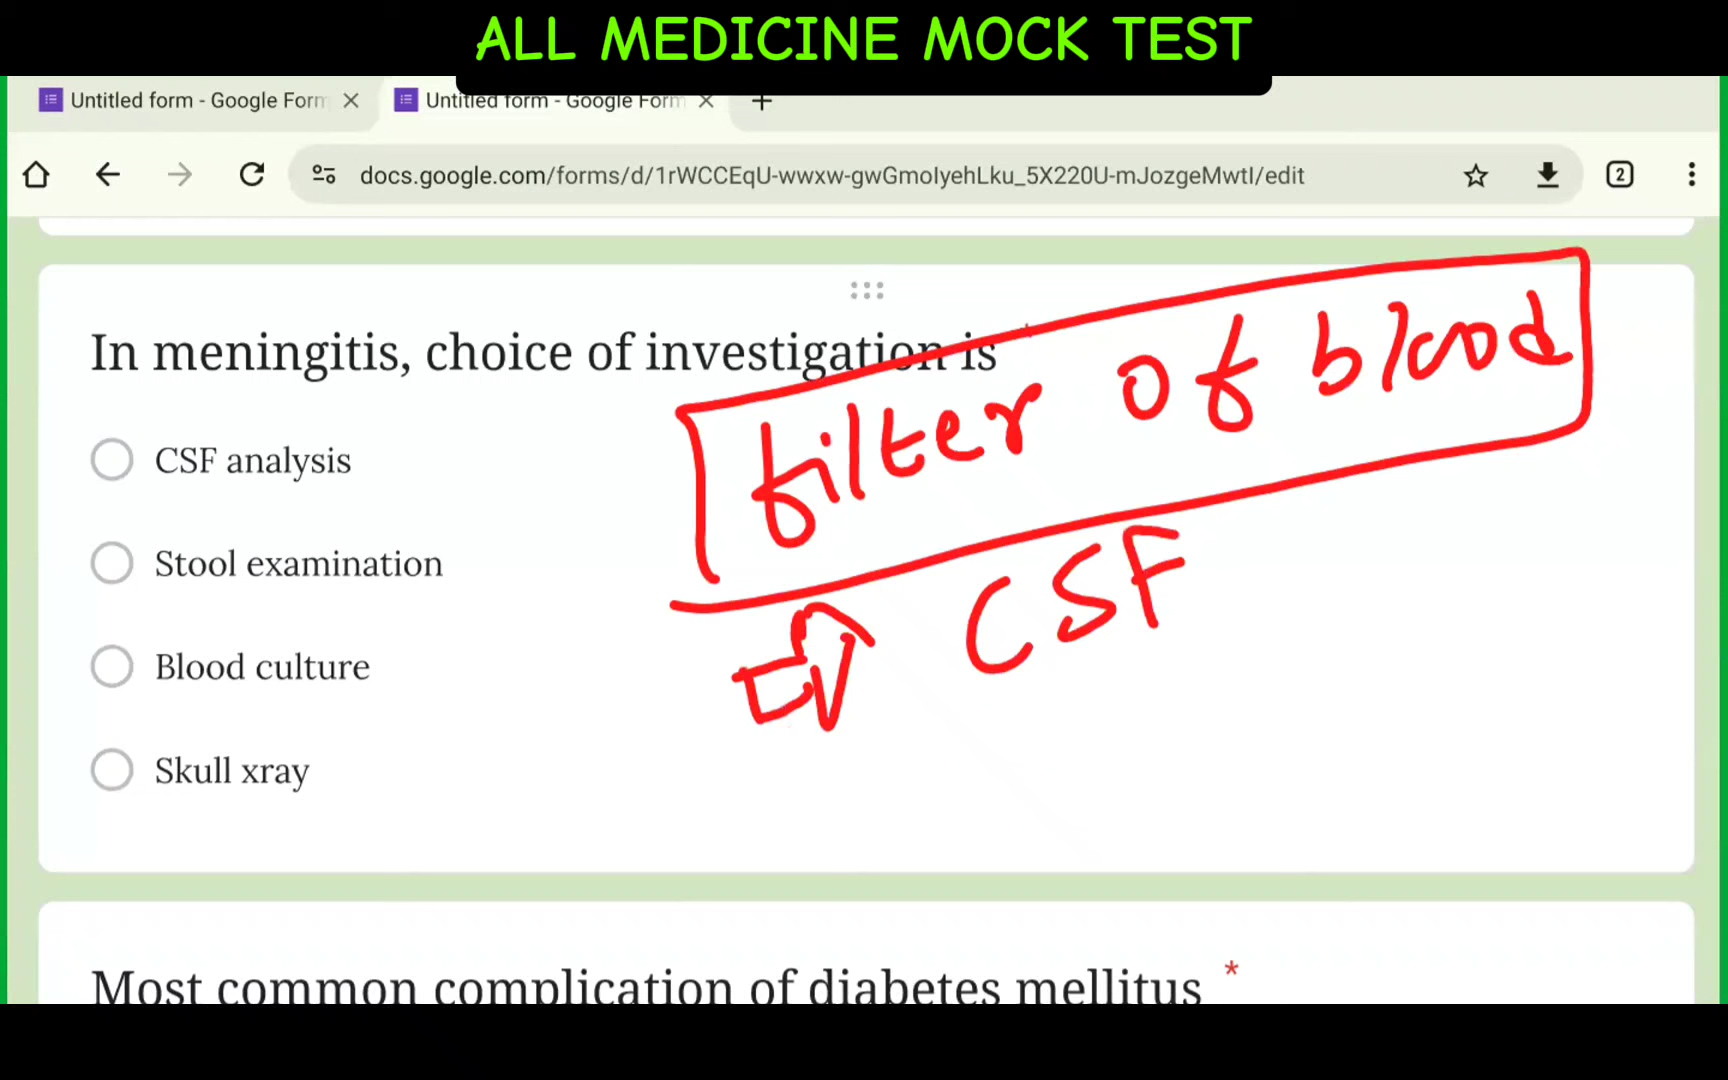 ALL MEDICINE MOCK TEST
Untitled form - Google Form
Untitled form - Google Form
docs.google.com/forms/d/1rWCCEqU-wwxw-gwGmoIyehLku_5X220U-mJozgeMwtI/edit
2
In meningitis, choice of investigation is *
filter of blood
CSF analysis
CSF
Stool examination
Blood culture
Skull xray
Most common complication of diabetes mellitus *